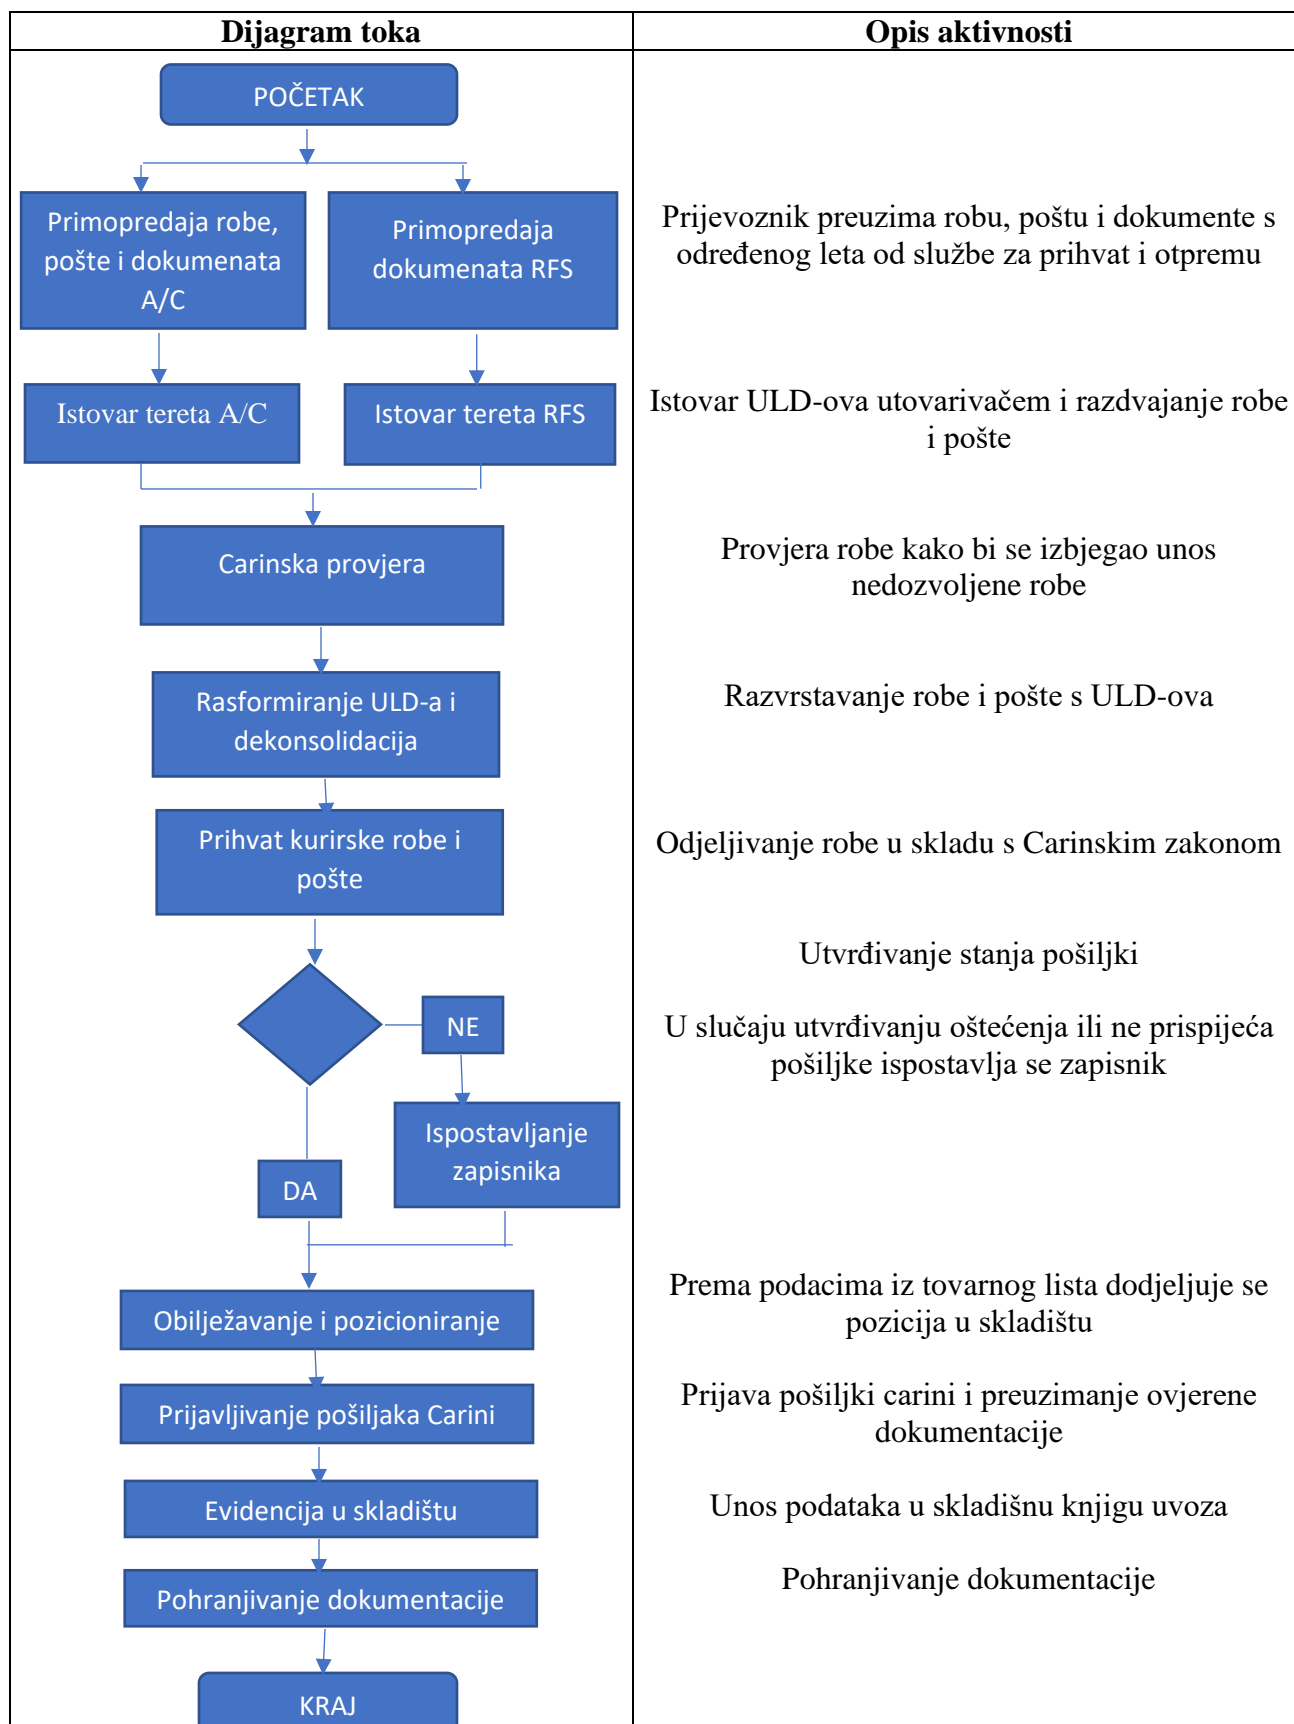 Dijagram toka
Opis aktivnosti
POČETAK
Primopredaja robe,
pošte i dokumenata
A/C
Primopredaja
dokumenata RFS
Prijevoznik preuzima robu, poštu i dokumente s
određenog leta od službe za prihvat i otpremu
Istovar tereta A/C
Istovar tereta RFS
Istovar ULD-ova utovarivačem i razdvajanje robe
i pošte
Carinska provjera
Provjera robe kako bi se izbjegao unos
nedozvoljene robe
Rasformiranje ULD-a i
dekonsolidacija
Razvrstavanje robe i pošte s ULD-ova
Prihvat kurirske robe i
pošte
Odjeljivanje robe u skladu s Carinskim zakonom
Utvrđivanje stanja pošiljki
NE
U slučaju utvrđivanju oštećenja ili ne prispijeća
pošiljke ispostavlja se zapisnik
Ispostavljanje
zapisnika
DA
Obilježavanje i pozicioniranje
Prema podacima iz tovarnog lista dodjeljuje se
pozicija u skladištu
Prijavljivanje pošiljaka Carini
Prijava pošiljki carini i preuzimanje ovjerene
dokumentacije
Evidencija u skladištu
Unos podataka u skladišnu knjigu uvoza
Pohranjivanje dokumentacije
Pohranjivanje dokumentacije
KRAJ